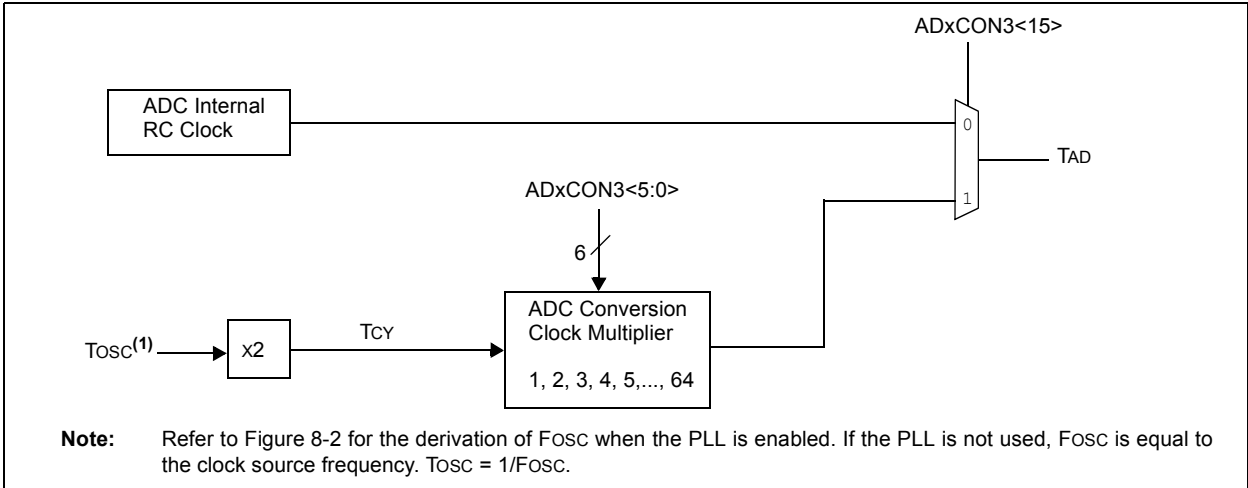 ADxCON3<15>
ADC Internal
RC Clock
0
TAD
ADxCON3<5:0>
1
6
ADC Conversion
Clock Multiplier
TOSC(1)
X2
TCY
1, 2, 3, 4, 5,..., 64
Note: Refer to Figure 8-2 for the derivation of FOSC when the PLL is enabled. If the PLL is not used, FOSC is equal to
the clock source frequency. TOSC = 1/FOSC.